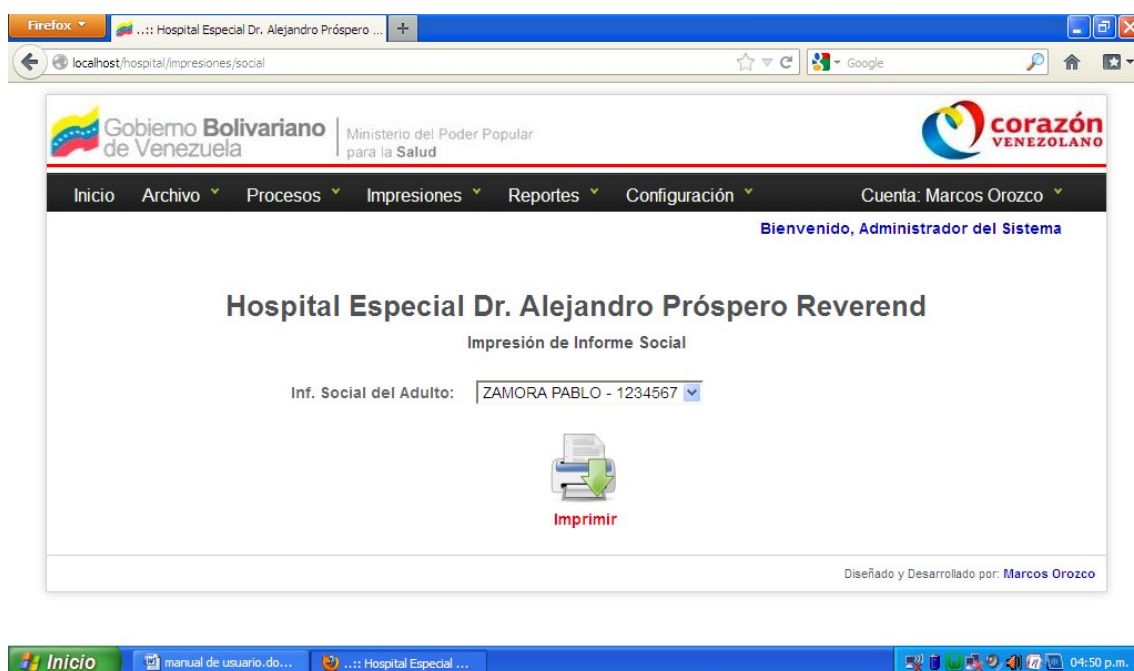 Firefox
..:: Hospital Especial Dr. Alejandro Próspero ...
localhost/hospital/impresiones/social
Google
Gobierno Bolivariano
de Venezuela
Ministerio del Poder Popular
para la Salud
corazón
VENEZOLANO
Inicio Archivo Procesos Impresiones Reportes Configuración Cuenta: Marcos Orozco
Bienvenido, Administrador del Sistema
Hospital Especial Dr. Alejandro Próspero Reverend
Impresión de Informe Social
Inf. Social del Adulto: ZAMORA PABLO - 1234567
Imprimir
Diseñado y Desarrollado por: Marcos Orozco
Inicio manual de usuario.do... ..:: Hospital Especial ... 04:50 p.m.